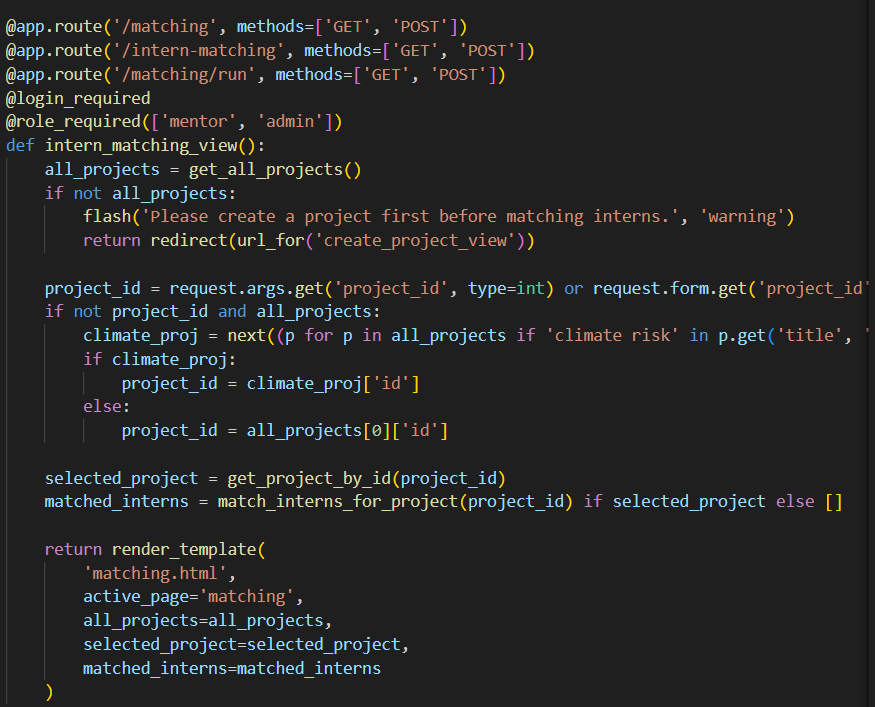 @app.route('/matching', methods=['GET', 'POST'])
@app.route('/intern-matching', methods=['GET', 'POST'])
@app.route('/matching/run', methods=['GET', 'POST'])
@login_required
@role_required(['mentor', 'admin'])
def intern_matching_view():
    all_projects = get_all_projects()
    if not all_projects:
        flash('Please create a project first before matching interns.', 'warning')
        return redirect(url_for('create_project_view'))

    project_id = request.args.get('project_id', type=int) or request.form.get('project_id'
    if not project_id and all_projects:
        climate_proj = next((p for p in all_projects if 'climate risk' in p.get('title', '
        if climate_proj:
            project_id = climate_proj['id']
        else:
            project_id = all_projects[0]['id']

    selected_project = get_project_by_id(project_id)
    matched_interns = match_interns_for_project(project_id) if selected_project else []

    return render_template(
        'matching.html',
        active_page='matching',
        all_projects=all_projects,
        selected_project=selected_project,
        matched_interns=matched_interns
    )